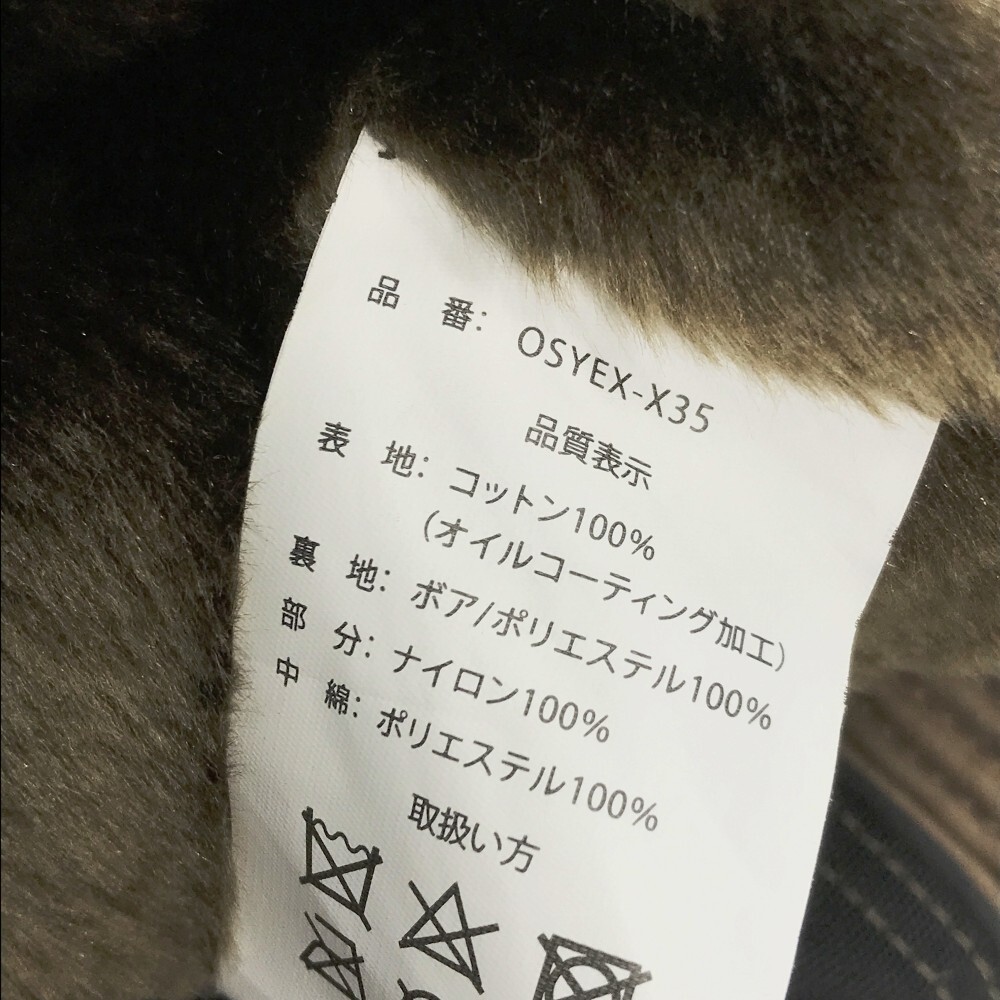 品 番: OSYEX-X35
品質表示
表 地: コットン100%
(オイルコーティング加工)
裏 地: ボア/ポリエステル100%
部 分: ナイロン100%
中 綿: ポリエステル100%
取扱い方